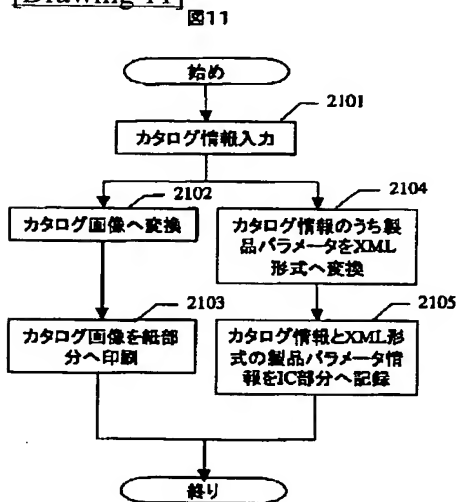 [Drawing 11]
図11
始め
2101
カタログ情報入力
2102
カタログ画像へ変換
2103
カタログ画像を紙部
分へ印刷
2104
カタログ情報のうち製
品パラメータをXML
形式へ変換
2105
カタログ情報とXML形
式の製品パラメータ情
報をIC部分へ記録
終り